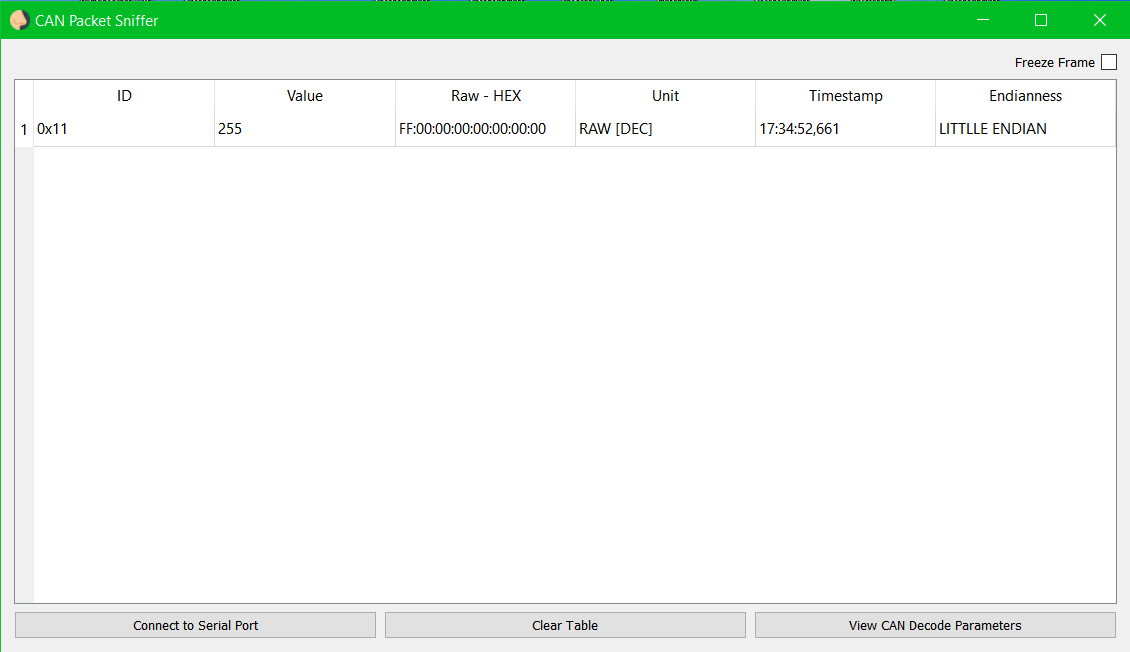 CAN Packet Sniffer
Freeze Frame
ID Value Raw - HEX Unit Timestamp Endianness
1 0x11 255 FF:00:00:00:00:00:00:00 RAW [DEC] 17:34:52,661 LITTLLE ENDIAN
Connect to Serial Port Clear Table View CAN Decode Parameters